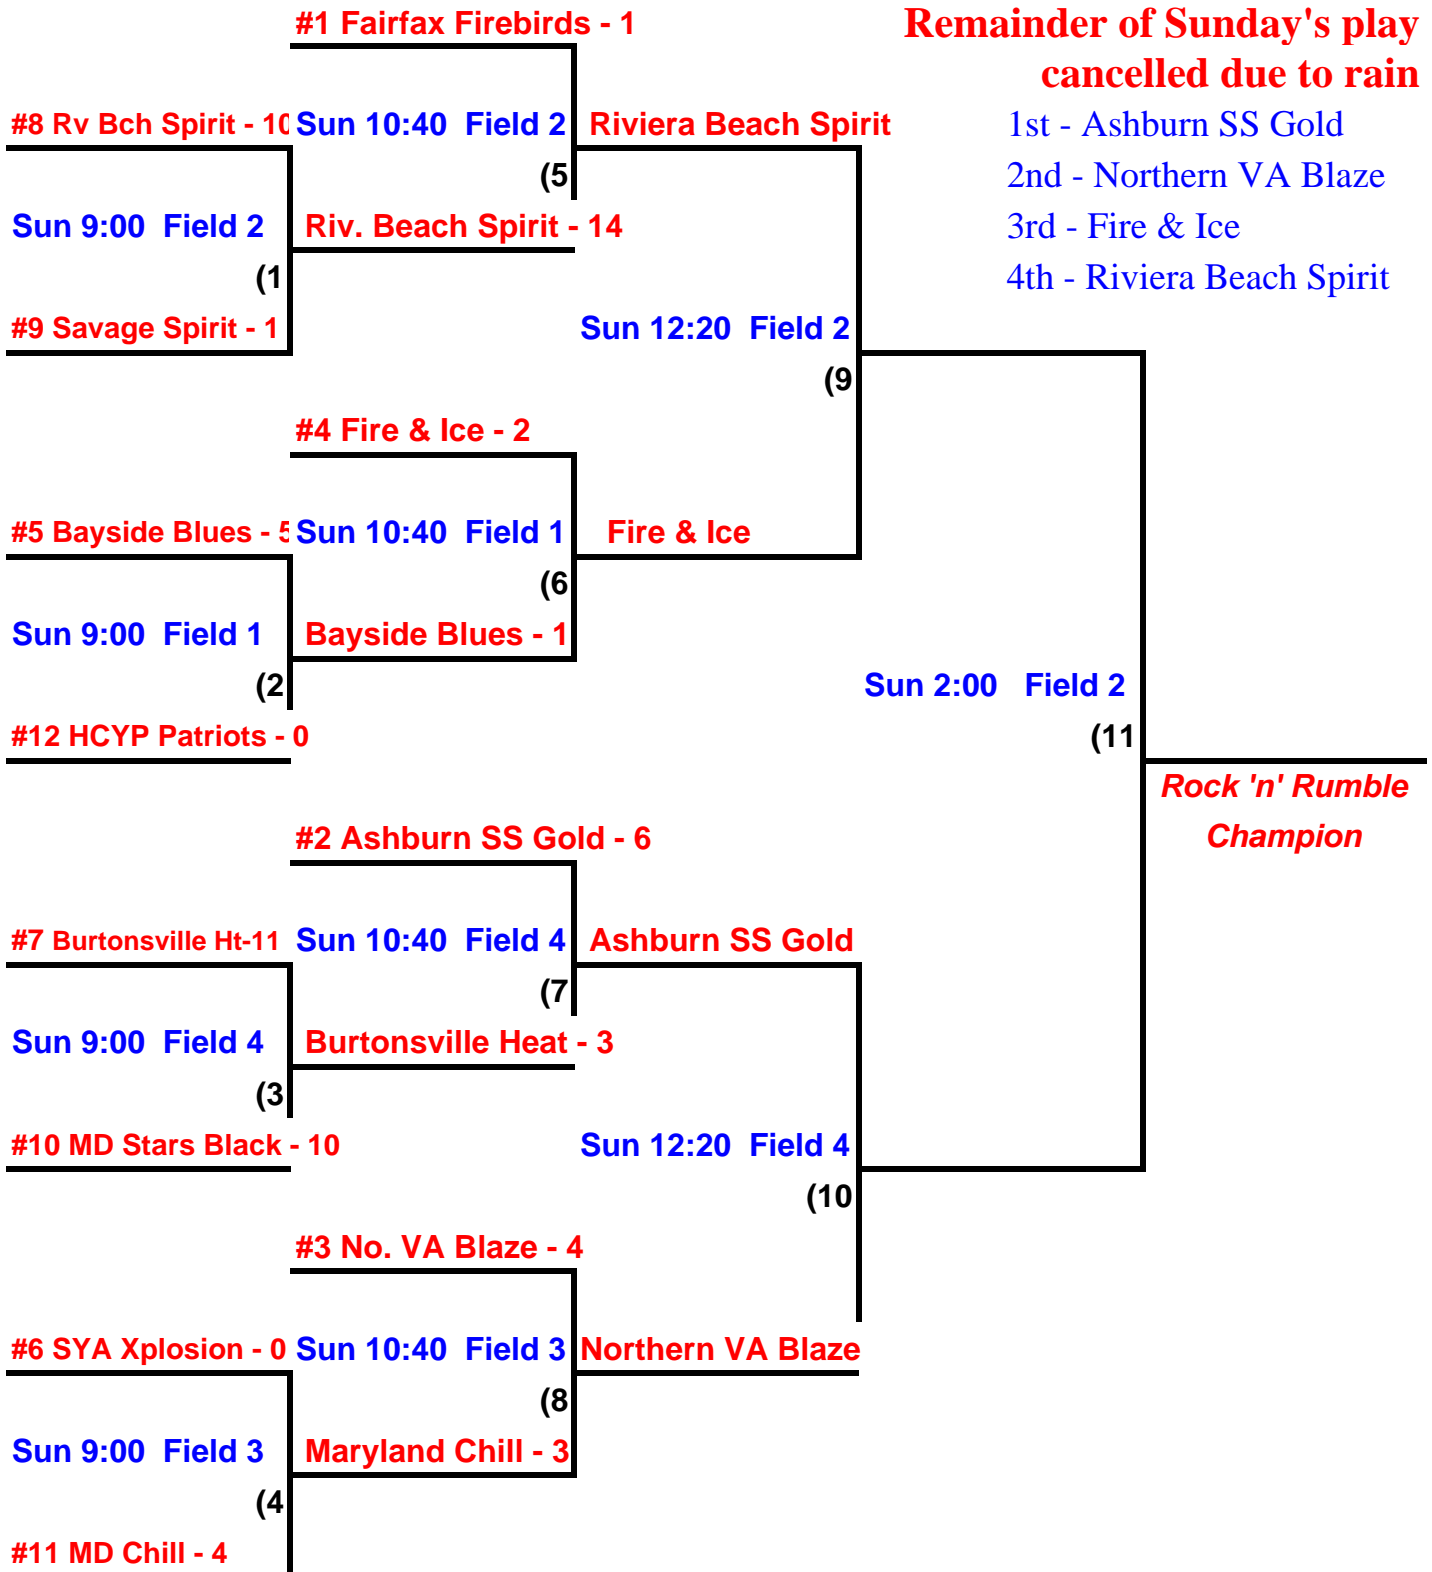 #1 Fairfax Firebirds - 1
Remainder of Sunday's play
cancelled due to rain
1st - Ashburn SS Gold
2nd - Northern VA Blaze
3rd - Fire & Ice
4th - Riviera Beach Spirit
#8 Rv Bch Spirit - 10
Sun 10:40 Field 2
Riviera Beach Spirit
(5
Sun 9:00 Field 2
Riv. Beach Spirit - 14
(1
#9 Savage Spirit - 1
Sun 12:20 Field 2
(9
#4 Fire & Ice - 2
#5 Bayside Blues - 5
Sun 10:40 Field 1
Fire & Ice
(6
Sun 9:00 Field 1
Bayside Blues - 1
(2
Sun 2:00 Field 2
#12 HCYP Patriots - 0
(11
Rock 'n' Rumble
Champion
#2 Ashburn SS Gold - 6
#7 Burtonsville Ht-11
Sun 10:40 Field 4
Ashburn SS Gold
(7
Sun 9:00 Field 4
Burtonsville Heat - 3
(3
#10 MD Stars Black - 10
Sun 12:20 Field 4
(10
#3 No. VA Blaze - 4
#6 SYA Xplosion - 0
Sun 10:40 Field 3
Northern VA Blaze
(8
Sun 9:00 Field 3
Maryland Chill - 3
(4
#11 MD Chill - 4